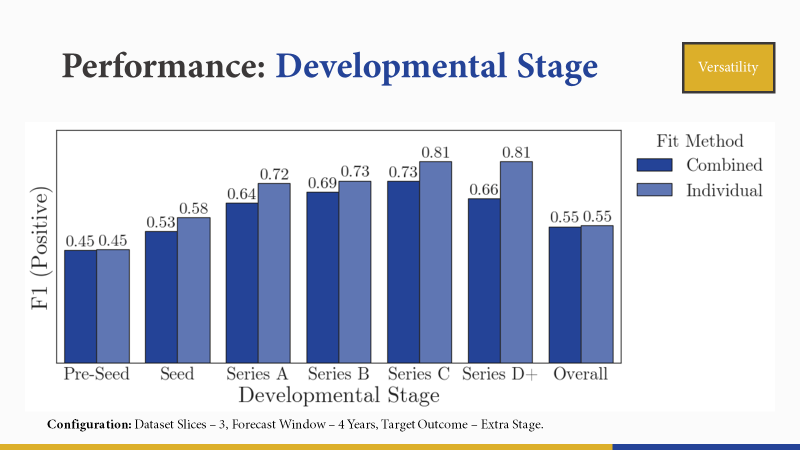 Performance: Developmental Stage
Versatility
Fit Method
Combined
Individual
F1 (Positive)
0.45 0.45 0.53 0.58 0.64 0.72 0.69 0.73 0.73 0.81 0.66 0.81 0.55 0.55
Pre-Seed Seed Series A Series B Series C Series D+ Overall
Developmental Stage
Configuration: Dataset Slices – 3, Forecast Window – 4 Years, Target Outcome – Extra Stage.